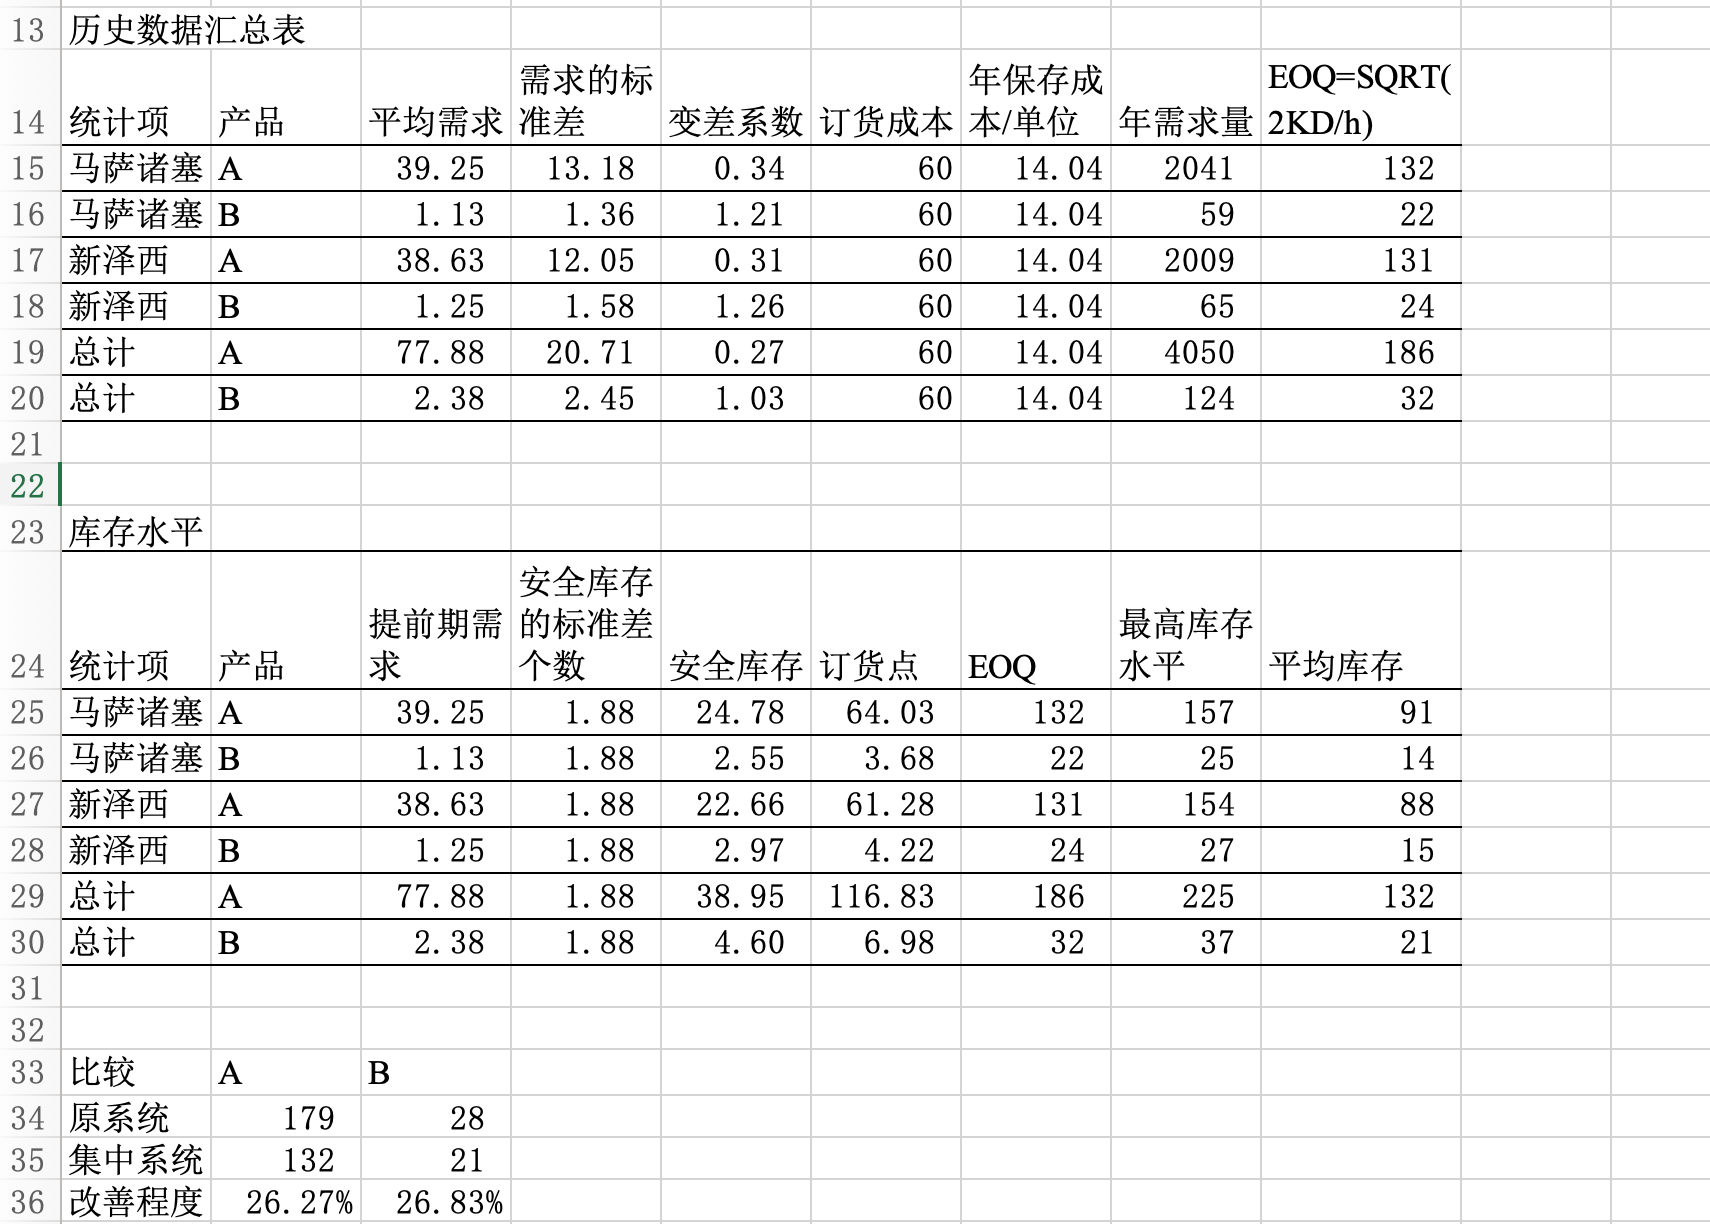 13 历史数据汇总表
14 统计项 产品 平均需求 需求的标准差 变差系数 订货成本 年保存成本/单位 年需求量 EOQ=SQRT(2KD/h)
15 马萨诸塞 A 39.25 13.18 0.34 60 14.04 2041 132
16 马萨诸塞 B 1.13 1.36 1.21 60 14.04 59 22
17 新泽西 A 38.63 12.05 0.31 60 14.04 2009 131
18 新泽西 B 1.25 1.58 1.26 60 14.04 65 24
19 总计 A 77.88 20.71 0.27 60 14.04 4050 186
20 总计 B 2.38 2.45 1.03 60 14.04 124 32
21
22
23 库存水平
24 统计项 产品 提前期需求 安全库存的标准差个数 安全库存 订货点 EOQ 最高库存水平 平均库存
25 马萨诸塞 A 39.25 1.88 24.78 64.03 132 157 91
26 马萨诸塞 B 1.13 1.88 2.55 3.68 22 25 14
27 新泽西 A 38.63 1.88 22.66 61.28 131 154 88
28 新泽西 B 1.25 1.88 2.97 4.22 24 27 15
29 总计 A 77.88 1.88 38.95 116.83 186 225 132
30 总计 B 2.38 1.88 4.60 6.98 32 37 21
31
32
33 比较 A B
34 原系统 179 28
35 集中系统 132 21
36 改善程度 26.27% 26.83%